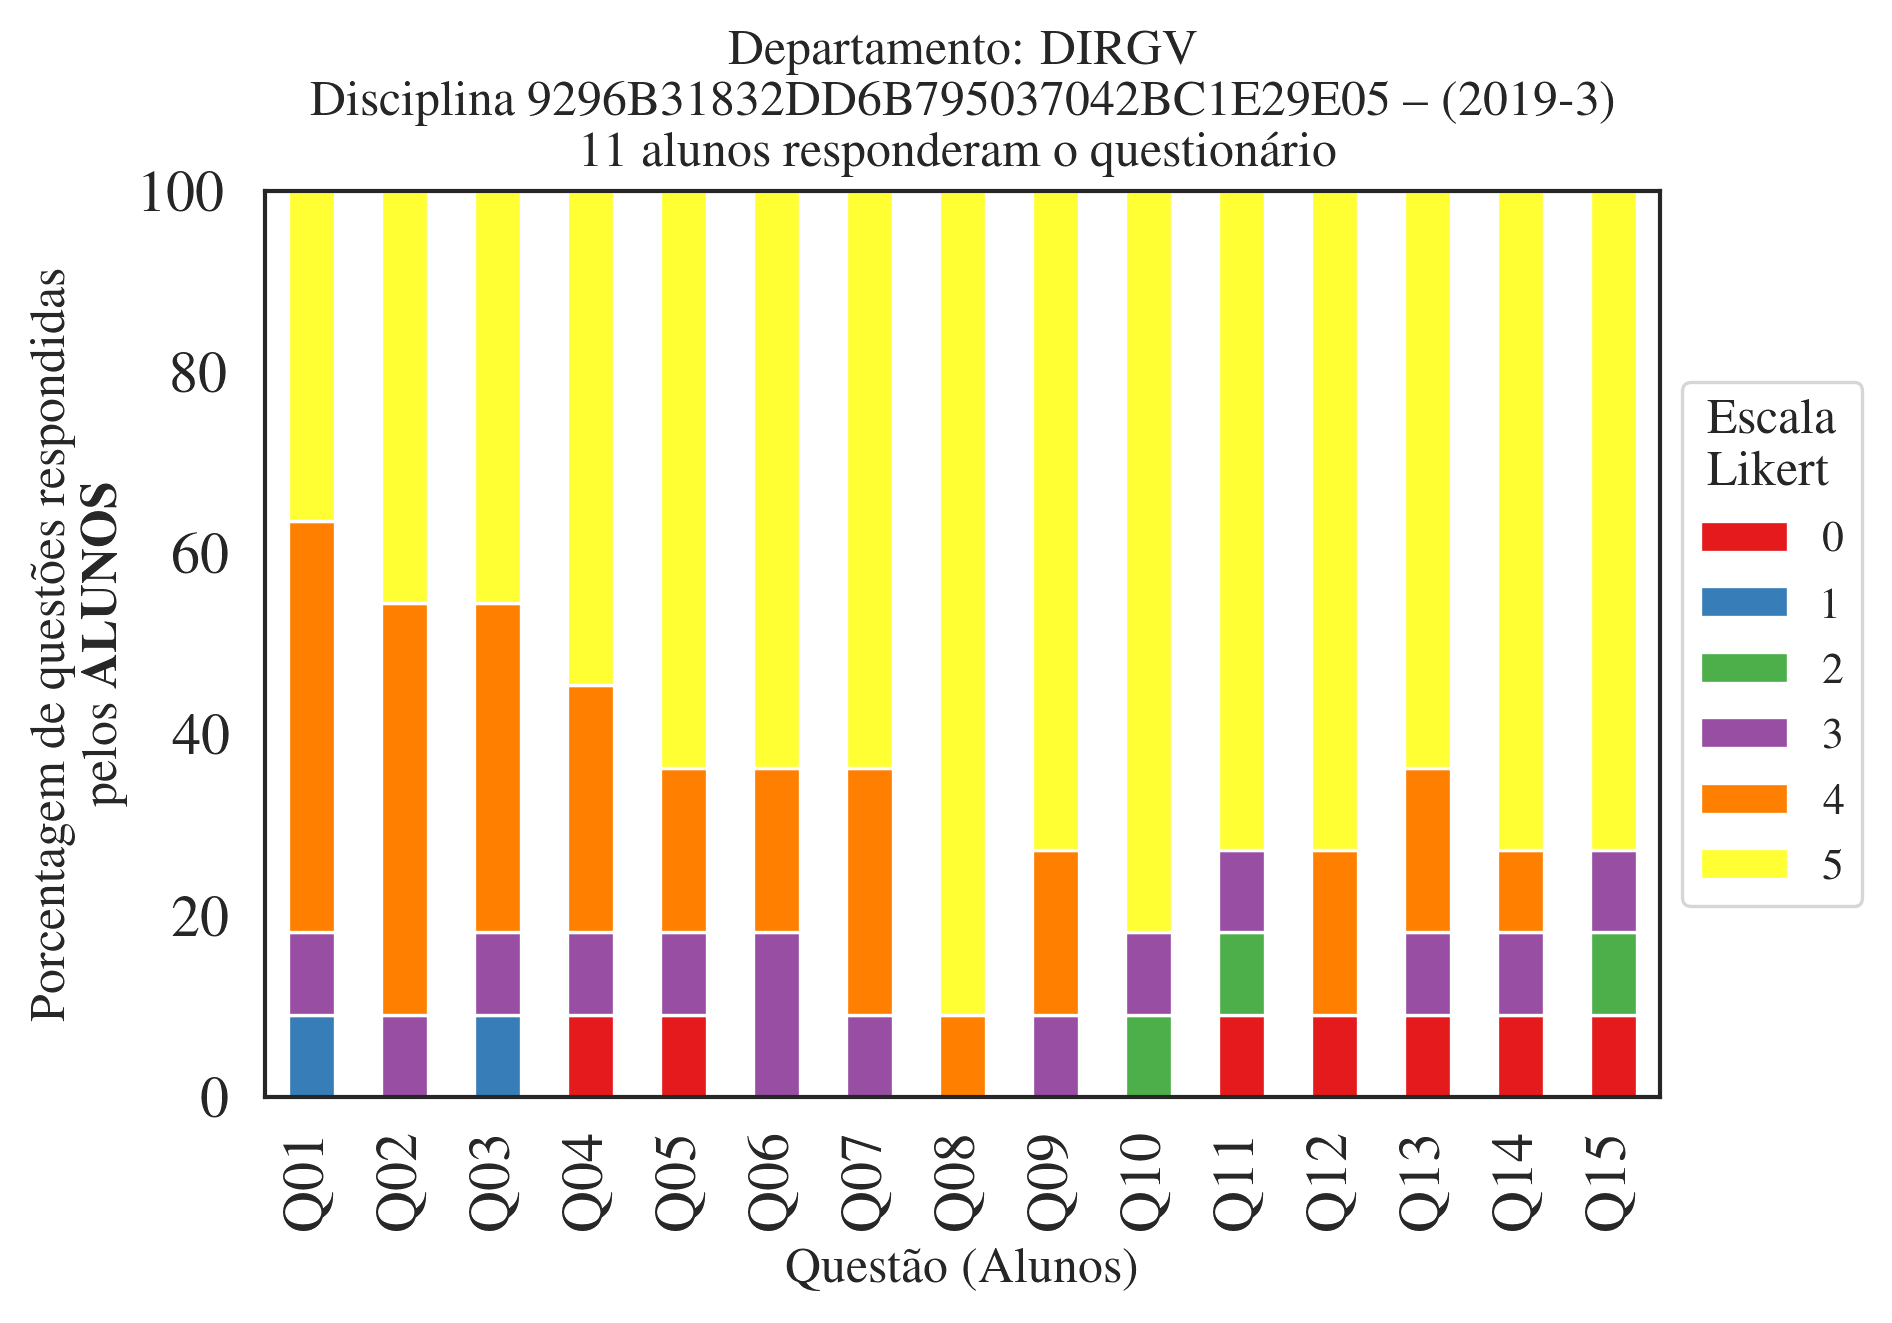 Departamento: DIRGV
Disciplina 9296B31832DD6B795037042BC1E29E05 – (2019-3)
11 alunos responderam o questionário
Porcentagem de questões respondidas
pelos ALUNOS
100
80
60
40
20
0
Q01
Q02
Q03
Q04
Q05
Q06
Q07
Q08
Q09
Q10
Q11
Q12
Q13
Q14
Q15
Questão (Alunos)
Escala
Likert
0
1
2
3
4
5